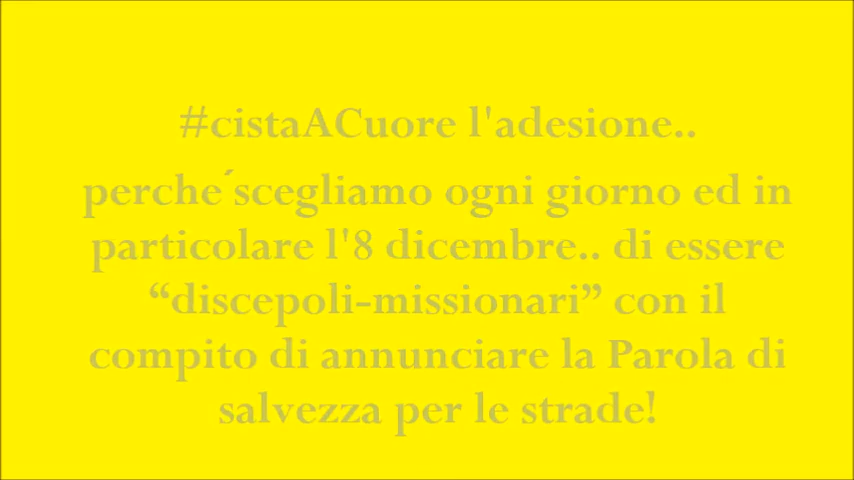 #cistaACuore l'adesione..
perche´scegliamo ogni giorno ed in
particolare l'8 dicembre.. di essere
“discepoli-missionari” con il
compito di annunciare la Parola di
salvezza per le strade!